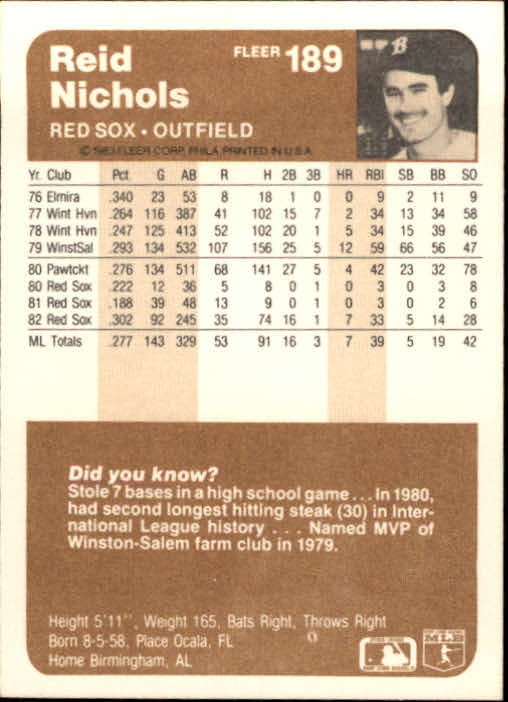 Reid
Nichols
FLEER 189
RED SOX • OUTFIELD
© 1983 FLEER CORP. PHILA. PRINTED IN U.S.A.
B
Yr. Club Pct G AB R H 2B 3B HR RBI SB BB SO
76 Elmira .340 23 53 8 18 1 0 0 9 2 11 9
77 Wint Hvn .264 116 387 41 102 15 7 2 34 13 34 58
78 Wint Hvn .247 125 413 52 102 20 1 5 34 15 39 46
79 WinstSal .293 134 532 107 156 25 5 12 59 66 56 47
80 Pawtckt .276 134 511 68 141 27 5 4 42 23 32 78
80 Red Sox .222 12 36 5 8 0 1 0 3 0 3 8
81 Red Sox .188 39 48 13 9 0 1 0 3 0 2 6
82 Red Sox .302 92 245 35 74 16 1 7 33 5 14 28
ML Totals .277 143 329 53 91 16 3 7 39 5 19 42
Did you know?
Stole 7 bases in a high school game . . . In 1980,
had second longest hitting steak (30) in Inter-
national League history . . . Named MVP of
Winston-Salem farm club in 1979.
Height 5'11", Weight 165, Bats Right, Throws Right
Born 8-5-58, Place Ocala, FL
Home Birmingham, AL